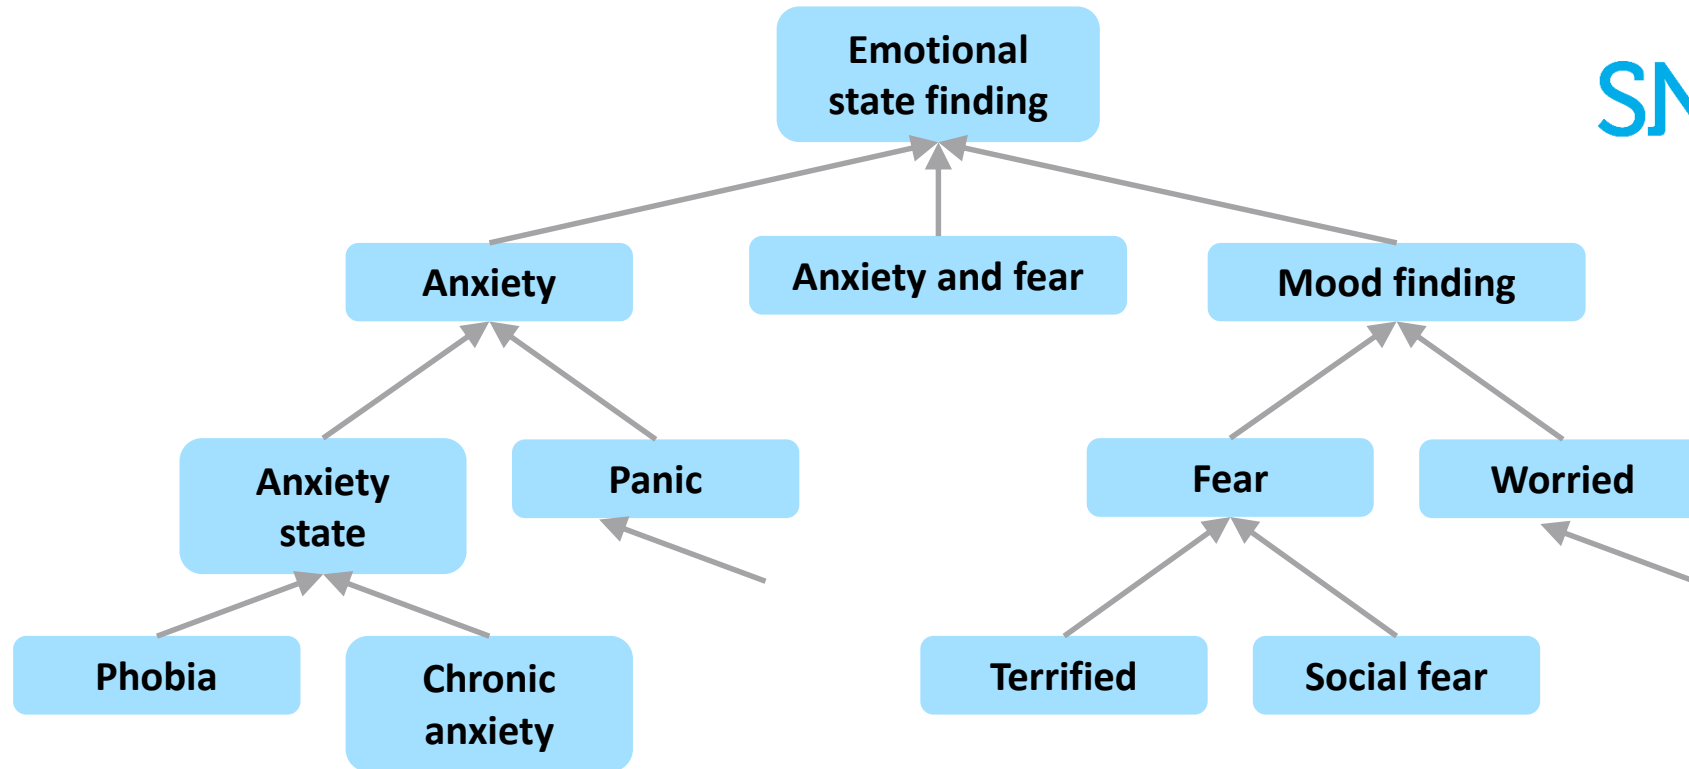 Emotional
state finding
SN
Anxiety
Anxiety and fear
Mood finding
Anxiety
state
Panic
Fear
Worried
Phobia
Chronic
anxiety
Terrified
Social fear